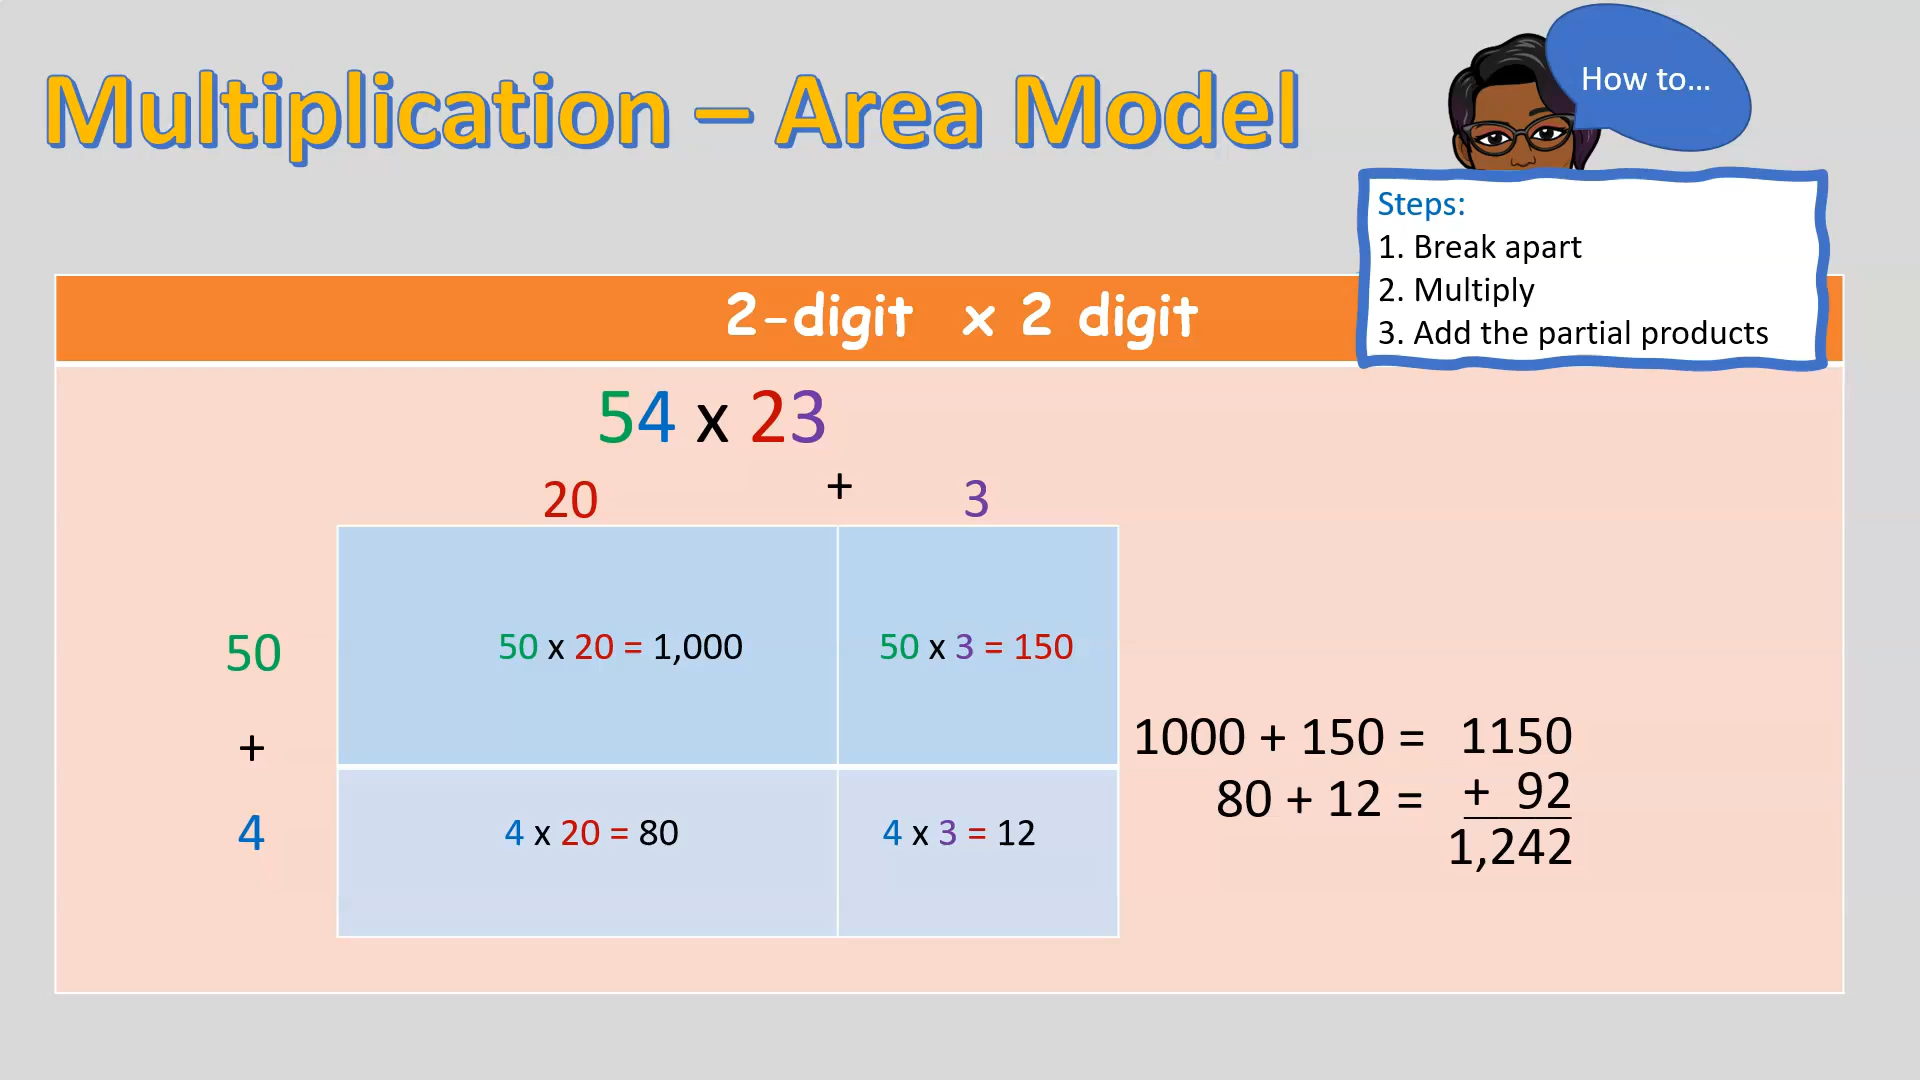 Multiplication – Area Model
How to...
Steps:
1. Break apart
2. Multiply
3. Add the partial products
2-digit x 2 digit
54 x 23
20 + 3
50 x 20 = 1,000 50 x 3 = 150
50
+
4
4 x 20 = 80 4 x 3 = 12
1000 + 150 = 1150
80 + 12 = + 92
1,242